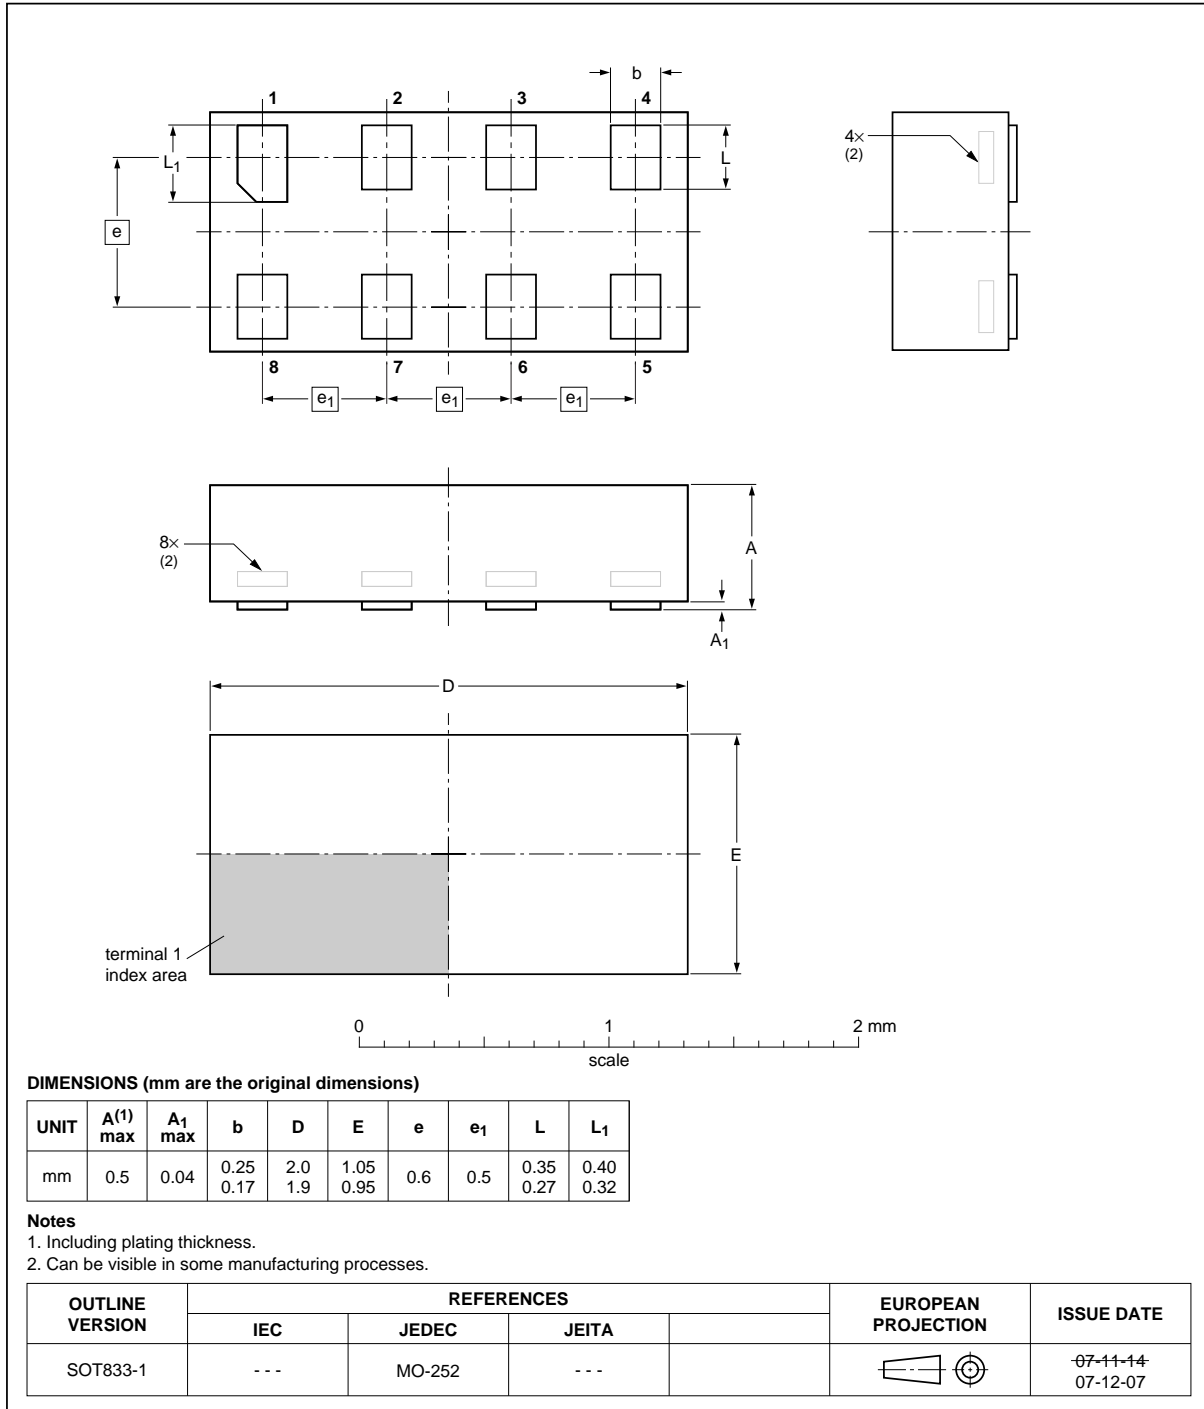 b
1 2 3 4
4×
(2)
L1
L
e
8 7 6 5
e1 e1 e1
8×
(2)
A
A1
D
E
terminal 1
index area
0 1 2 mm
scale
DIMENSIONS (mm are the original dimensions)
UNIT A(1) max A1 max b D E e e1 L L1
mm 0.5 0.04 0.25 0.17 2.0 1.9 1.05 0.95 0.6 0.5 0.35 0.27 0.40 0.32
Notes
1. Including plating thickness.
2. Can be visible in some manufacturing processes.
OUTLINE VERSION REFERENCES EUROPEAN PROJECTION ISSUE DATE
IEC JEDEC JEITA
SOT833-1 - - - MO-252 - - - 07-11-14
07-12-07